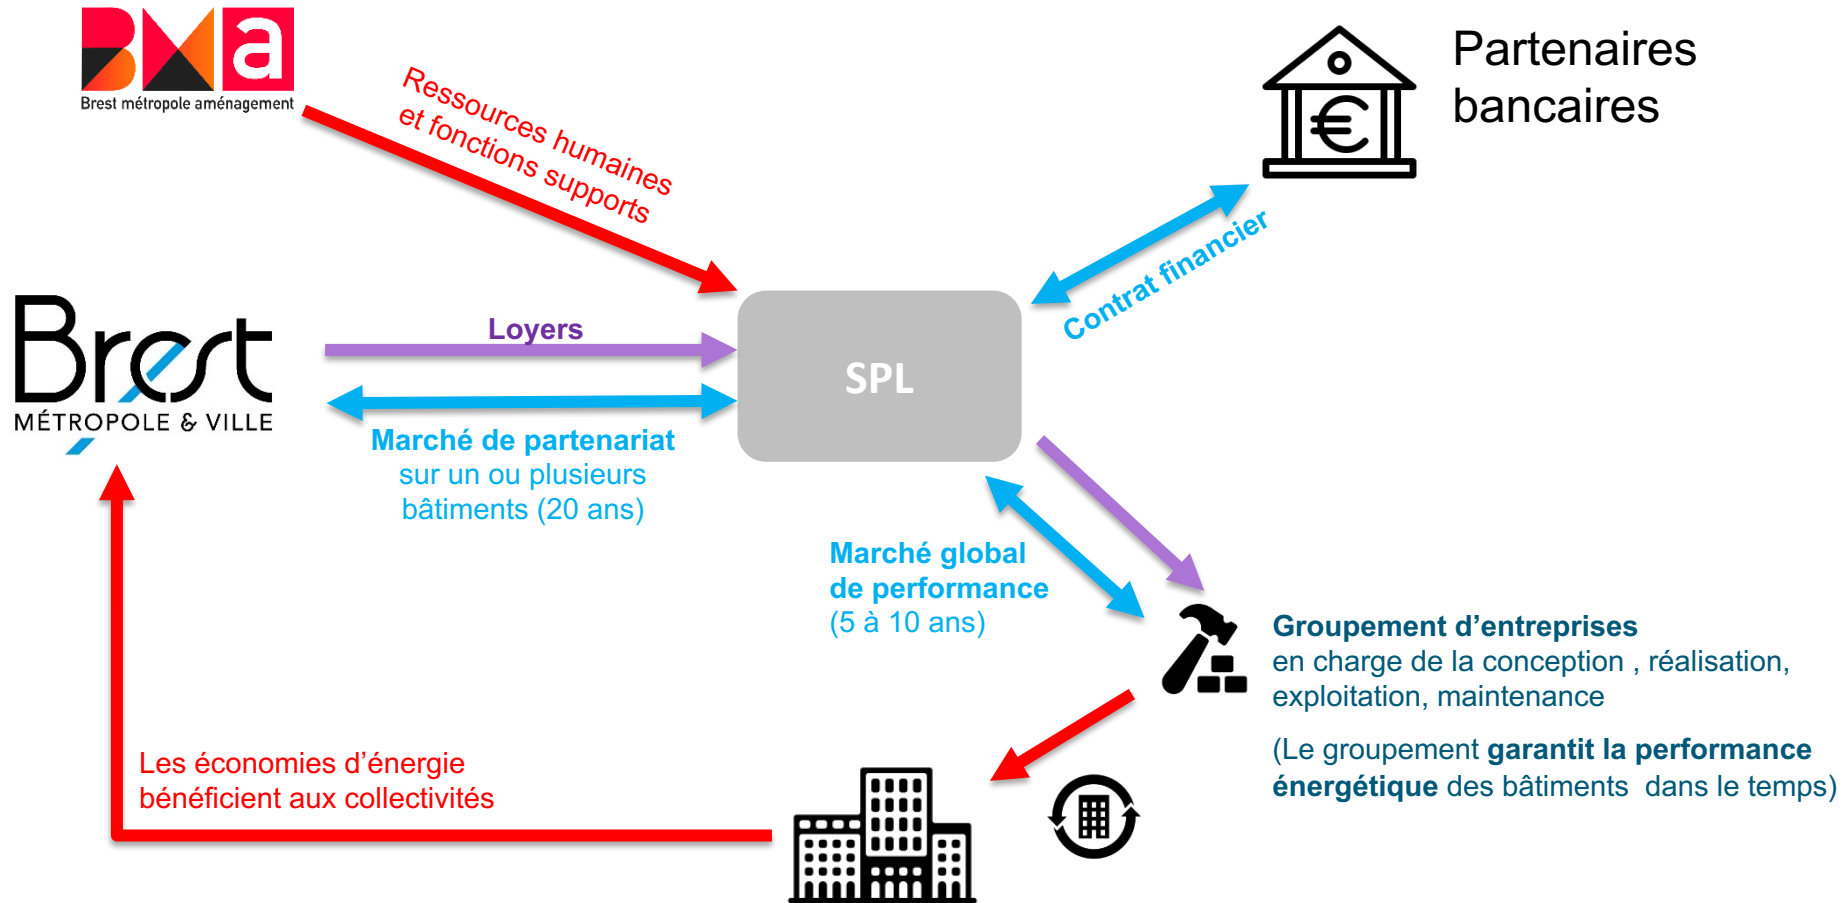 BMa
Brest métropole aménagement
Ressources humaines
et fonctions supports
Partenaires
bancaires
€
Contrat financier
Brest
MÉTROPOLE & VILLE
Loyers
SPL
Marché de partenariat
sur un ou plusieurs
bâtiments (20 ans)
Marché global
de performance
(5 à 10 ans)
Groupement d’entreprises
en charge de la conception , réalisation,
exploitation, maintenance
(Le groupement garantit la performance
énergétique des bâtiments dans le temps)
Les économies d’énergie
bénéficient aux collectivités